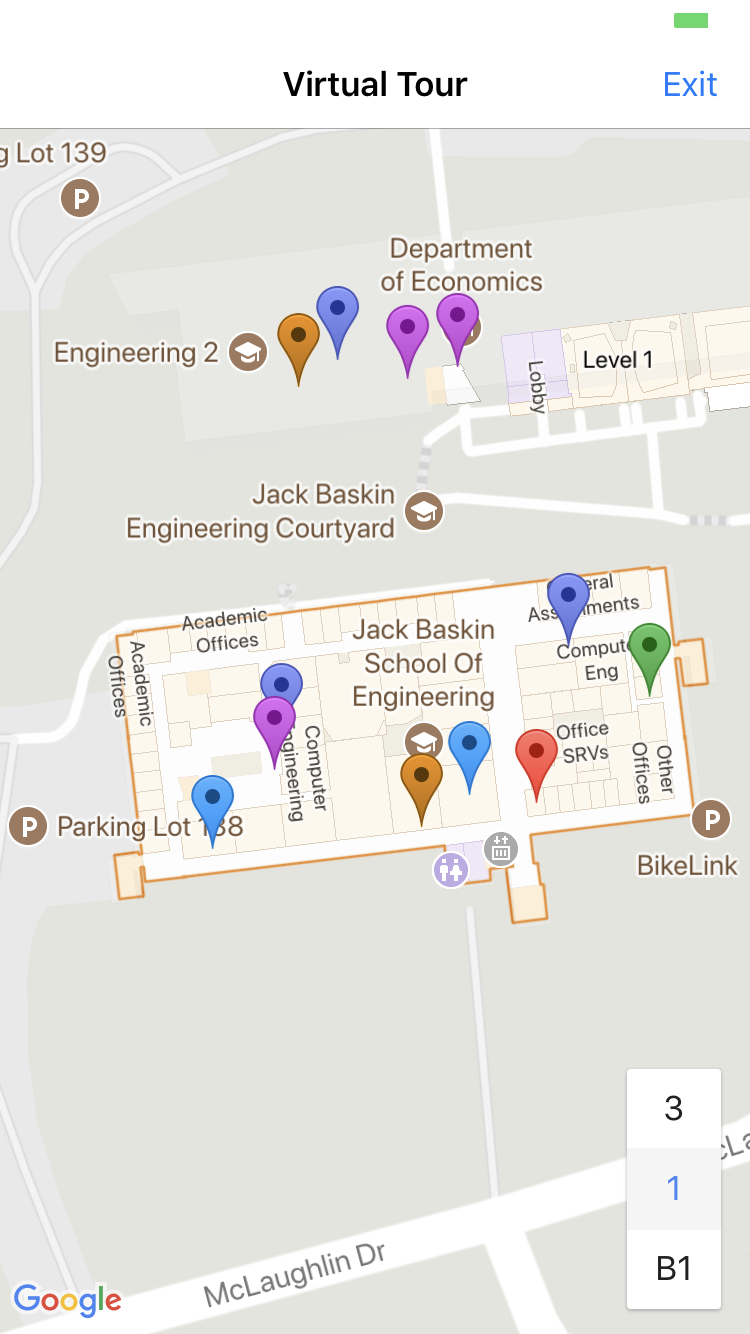 Virtual Tour
Exit
g Lot 139
P
Department
of Economics
Engineering 2
Level 1
Lobby
Jack Baskin
Engineering Courtyard
Academic
Offices
Jack Baskin
School Of
Engineering
Eng
Academic
Offices
Computer
Office
SRVs
Other
Offices
P
Parking Lot
P
BikeLink
3
1
B1
McLaughlin Dr
Google